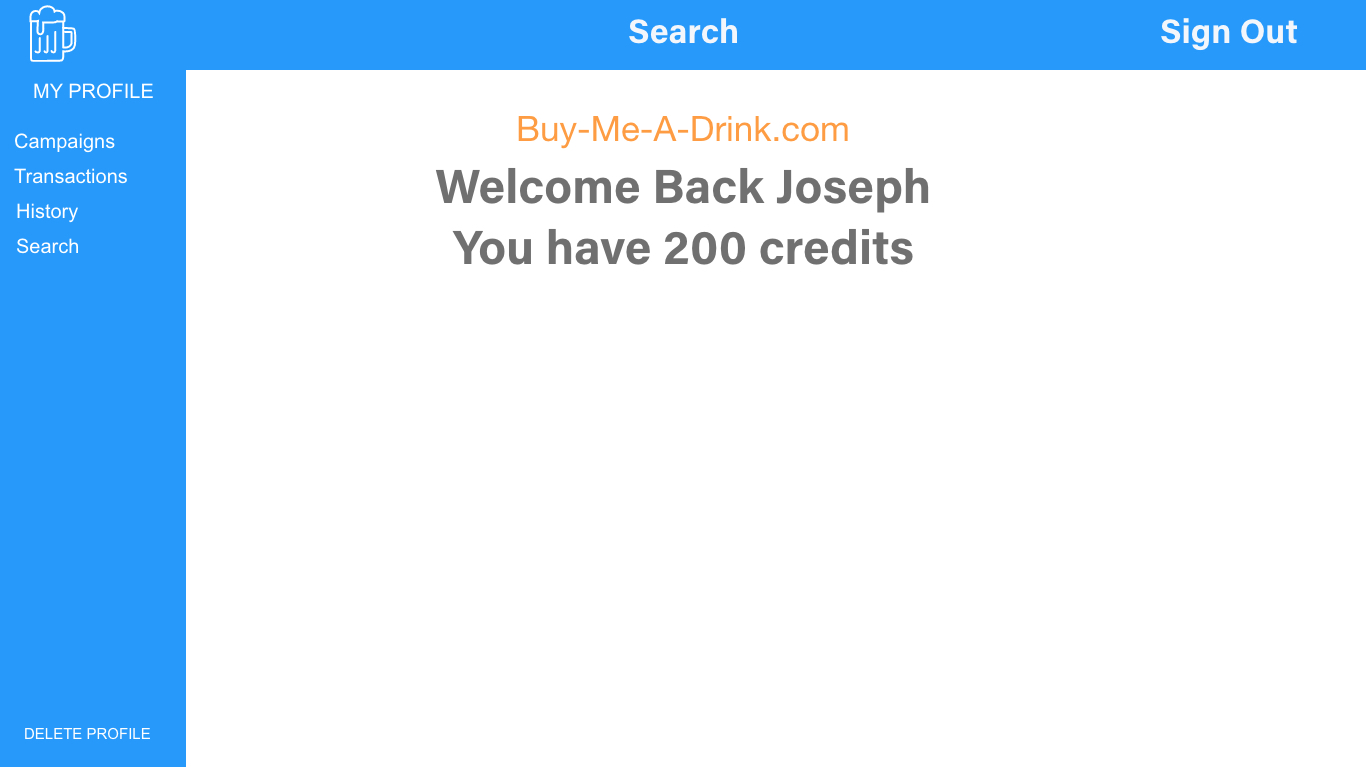 Search
Sign Out
MY PROFILE
Campaigns
Transactions
History
Search
DELETE PROFILE
Buy-Me-A-Drink.com
Welcome Back Joseph
You have 200 credits